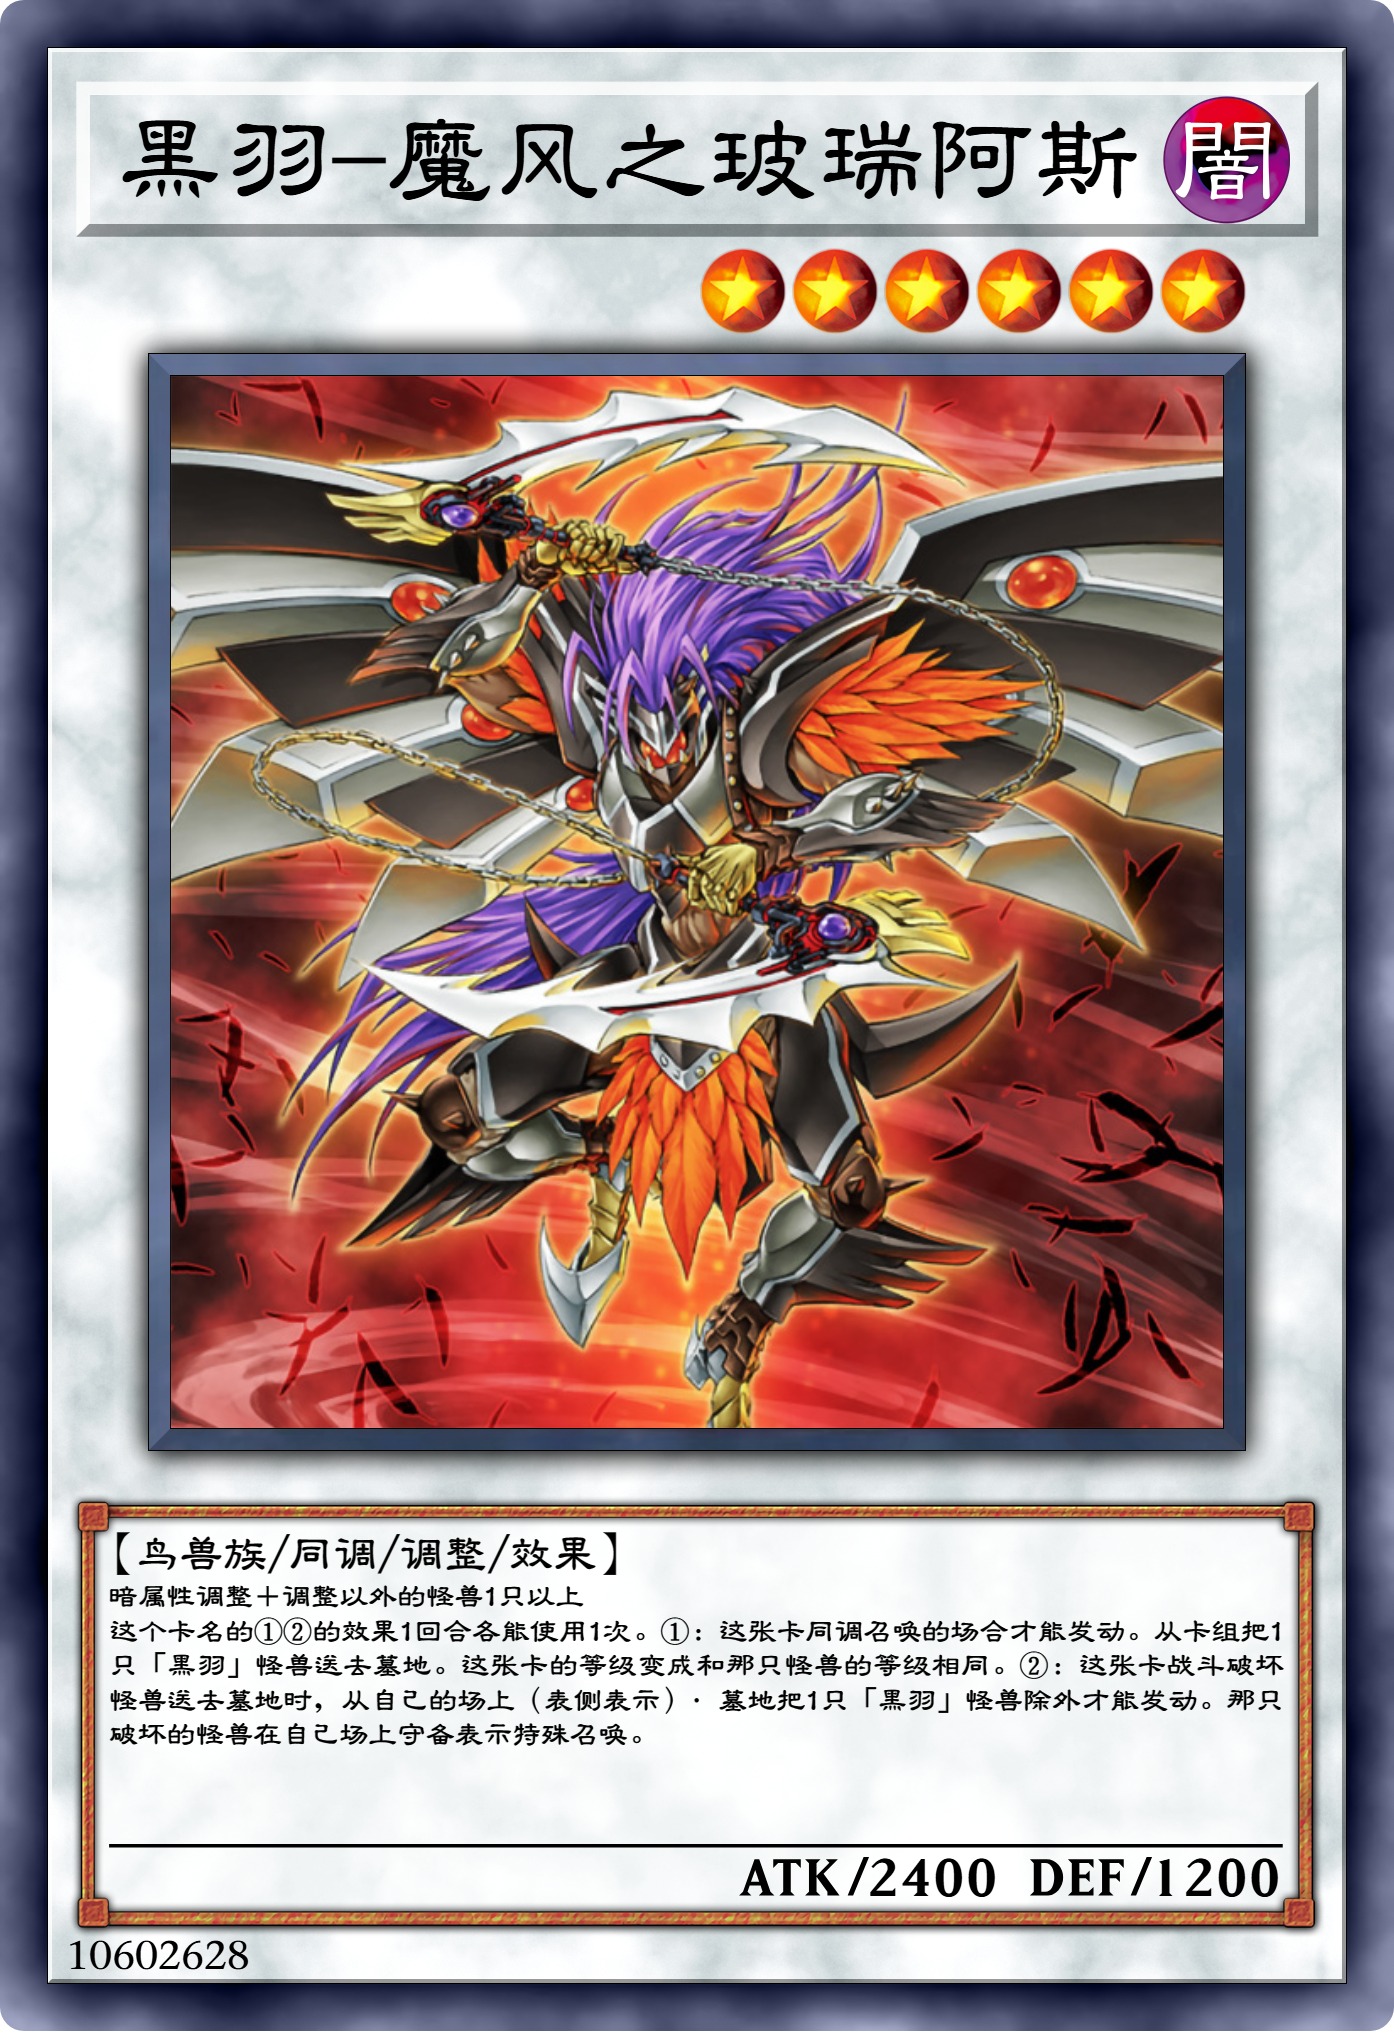 黑羽-魔风之玻瑞阿斯 闇
【鸟兽族/同调/调整/效果】
暗属性调整＋调整以外的怪兽1只以上
这个卡名的①②的效果1回合各能使用1次。①：这张卡同调召唤的场合才能发动。从卡组把1
只「黑羽」怪兽送去墓地。这张卡的等级变成和那只怪兽的等级相同。②：这张卡战斗破坏
怪兽送去墓地时，从自己的场上（表侧表示）·墓地把1只「黑羽」怪兽除外才能发动。那只
破坏的怪兽在自己场上守备表示特殊召唤。
ATK/2400 DEF/1200
10602628